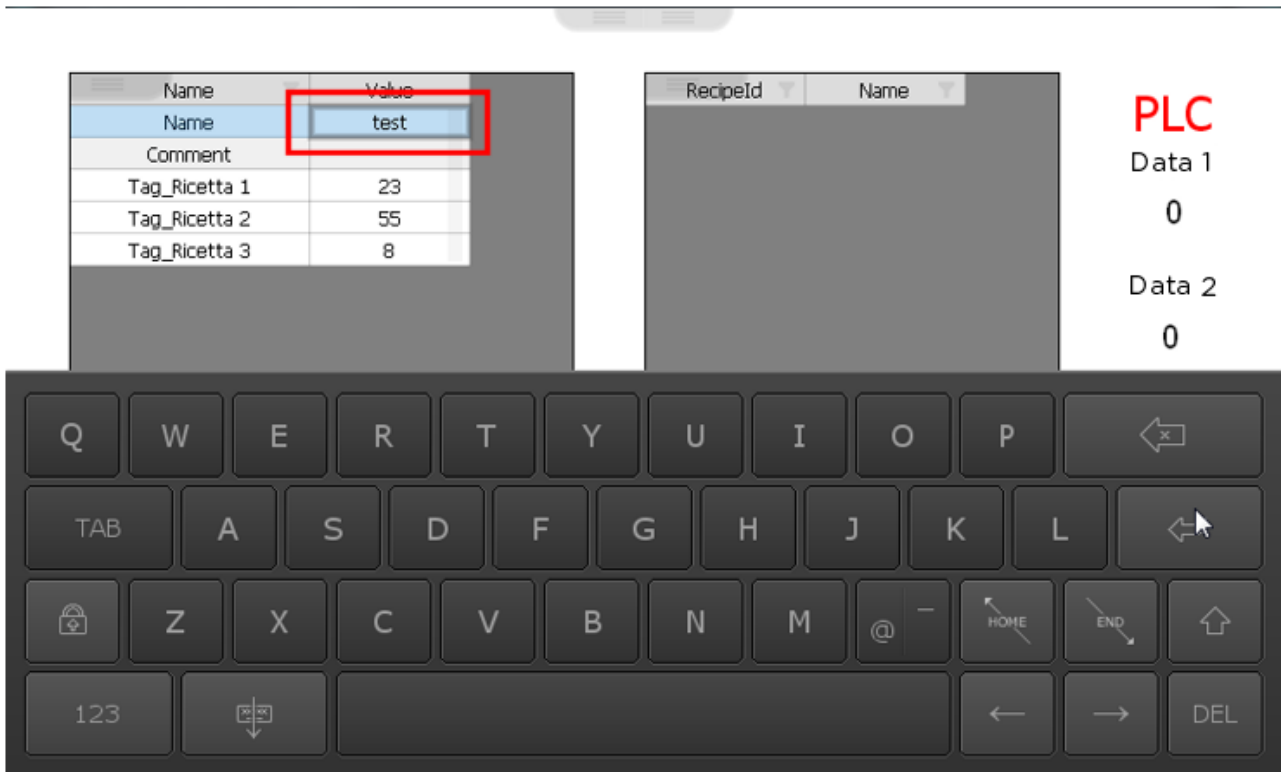 Name Value
Name test
Comment
Tag_Ricetta 1 23
Tag_Ricetta 2 55
Tag_Ricetta 3 8
RecipeId Name
PLC
Data 1
0
Data 2
0
Q W E R T Y U I O P
TAB A S D F G H J K L
Z X C V B N M @ _ HOME END
123 DEL